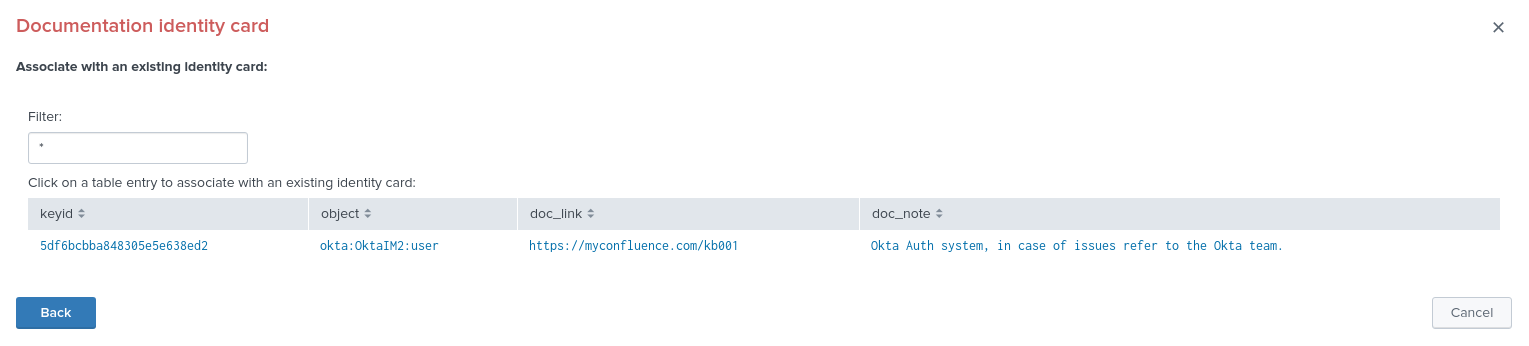 Documentation identity card
×
Associate with an existing identity card:
Filter:
*
Click on a table entry to associate with an existing identity card:
keyid object doc_link doc_note
5df6bcbba848305e5e638ed2 okta:OktaIM2:user https://myconfluence.com/kb001 Okta Auth system, in case of issues refer to the Okta team.
Back Cancel